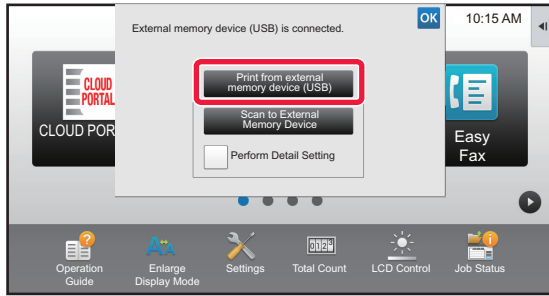 External memory device (USB) is connected.
OK
10:15 AM
Print from external
memory device (USB)
CLOUD
PORTAL
Scan to External
Memory Device
CLOUD POR
Perform Detail Setting
Easy
Fax
Operation
Guide
Enlarge
Display Mode
Settings
Total Count
LCD Control
Job Status